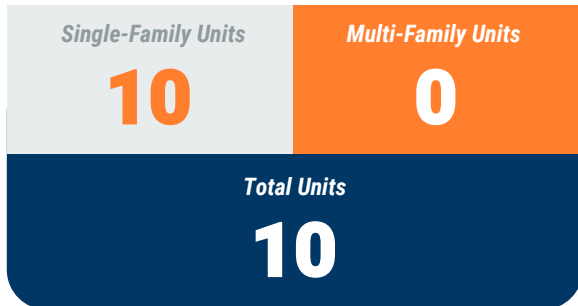 Single-Family Units
10
Multi-Family Units
0
Total Units
10